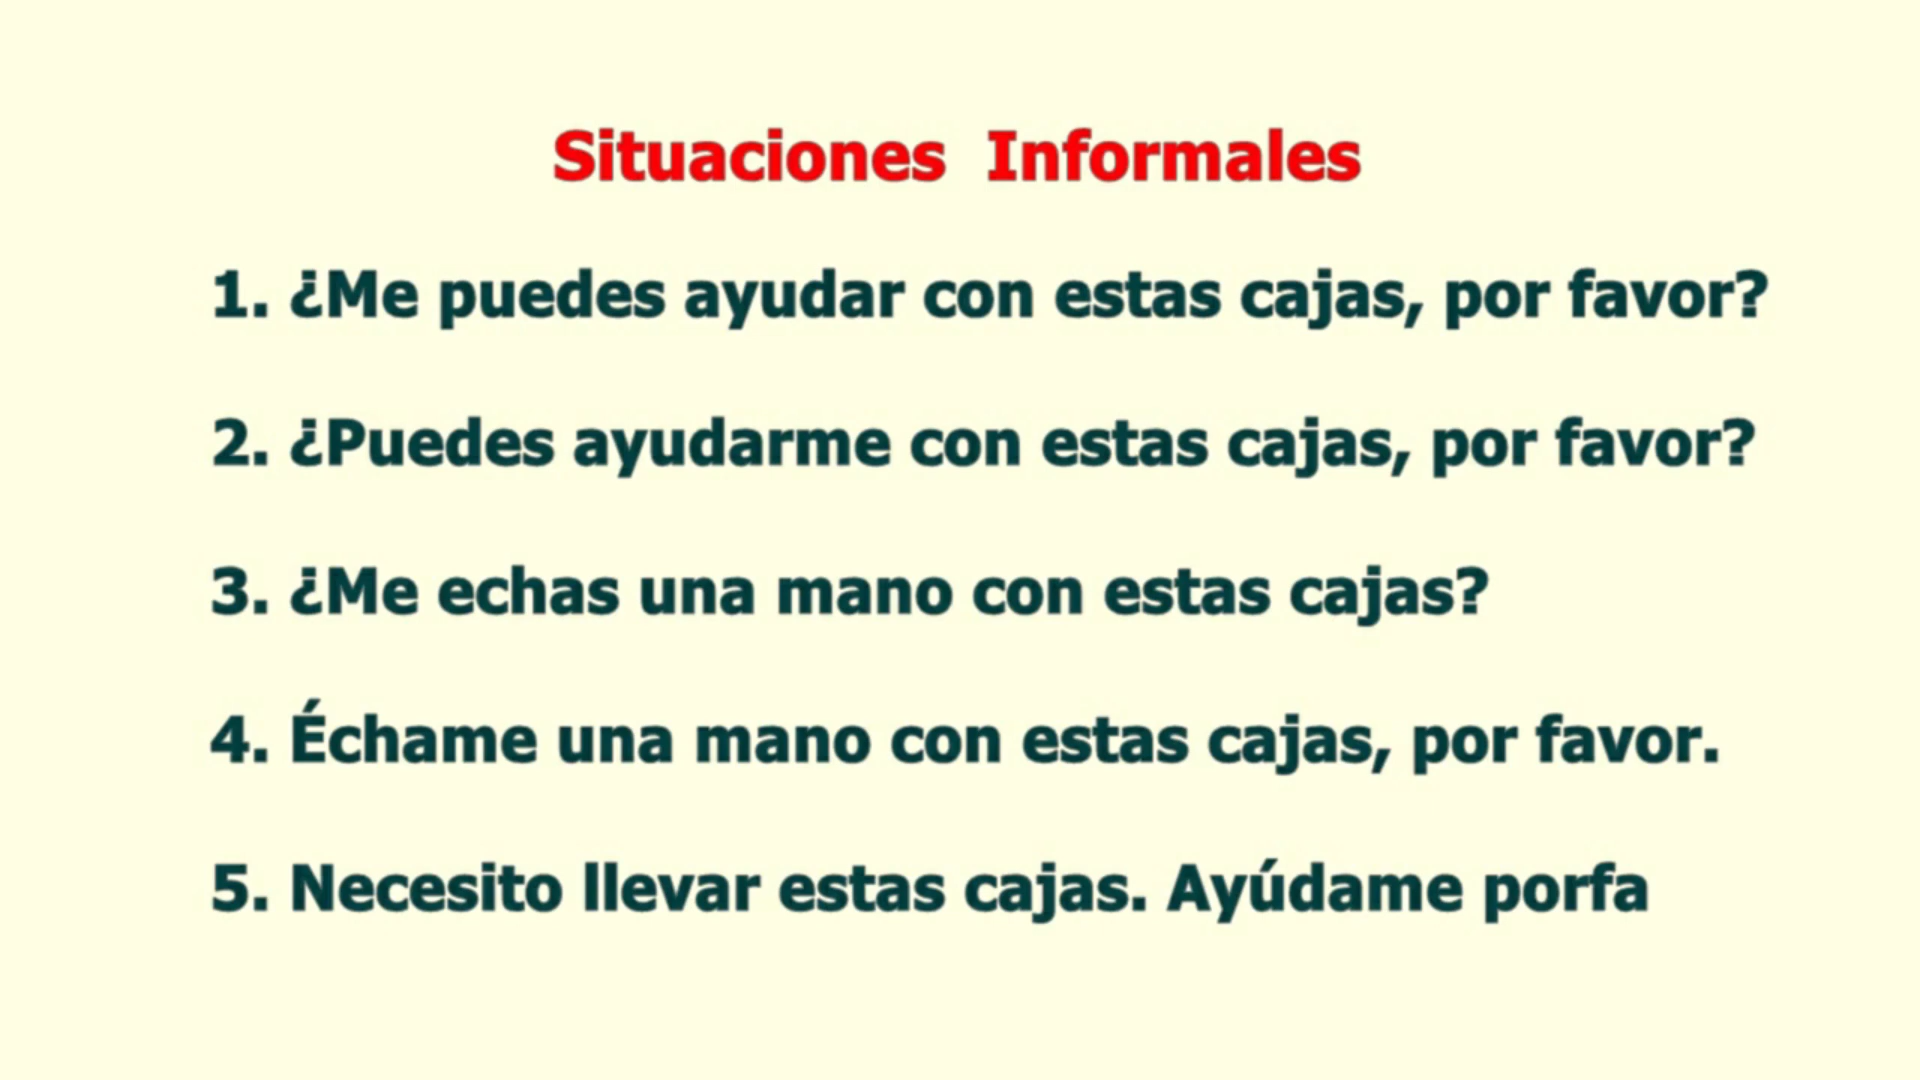 Situaciones Informales
1. ¿Me puedes ayudar con estas cajas, por favor?
2. ¿Puedes ayudarme con estas cajas, por favor?
3. ¿Me echas una mano con estas cajas?
4. Échame una mano con estas cajas, por favor.
5. Necesito llevar estas cajas. Ayúdame porfa